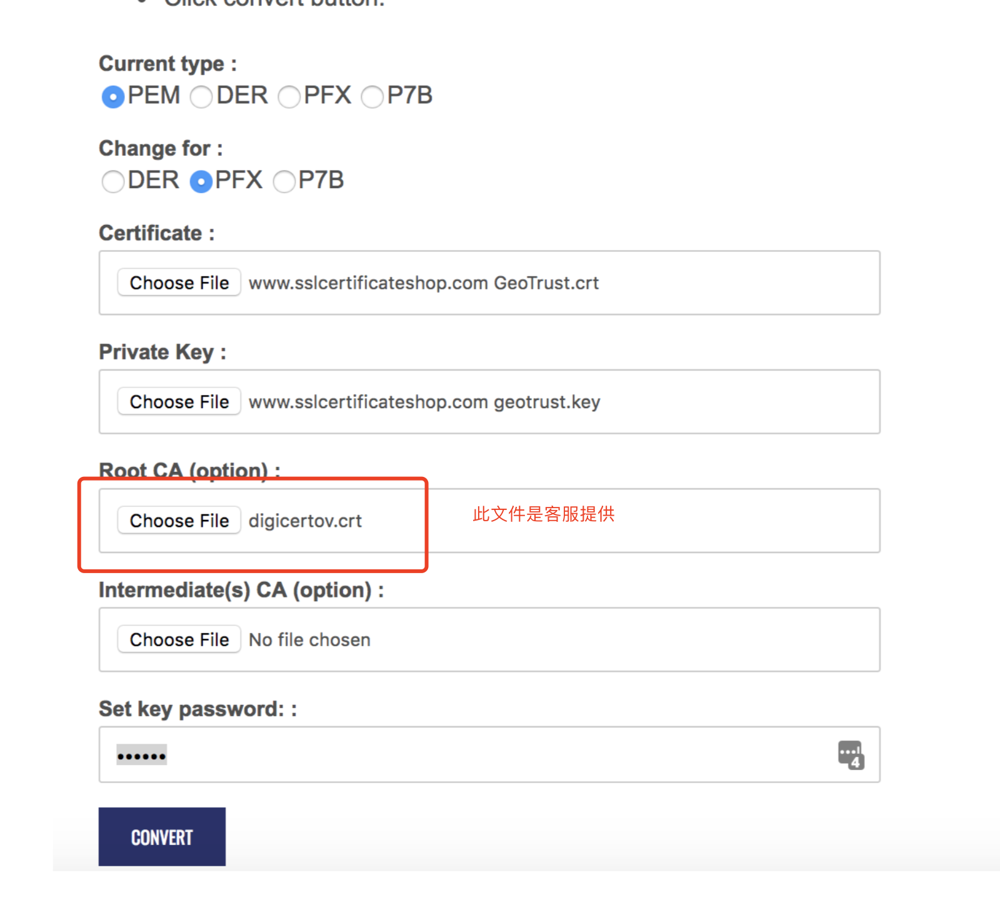 Click convert button.
Current type :
PEM DER PFX P7B
Change for :
DER PFX P7B
Certificate :
Choose File www.sslcertificateshop.com GeoTrust.crt
Private Key :
Choose File www.sslcertificateshop.com geotrust.key
Root CA (option) :
Choose File digicertov.crt
此文件是客服提供
Intermediate(s) CA (option) :
Choose File No file chosen
Set key password: :
••••••
4
CONVERT